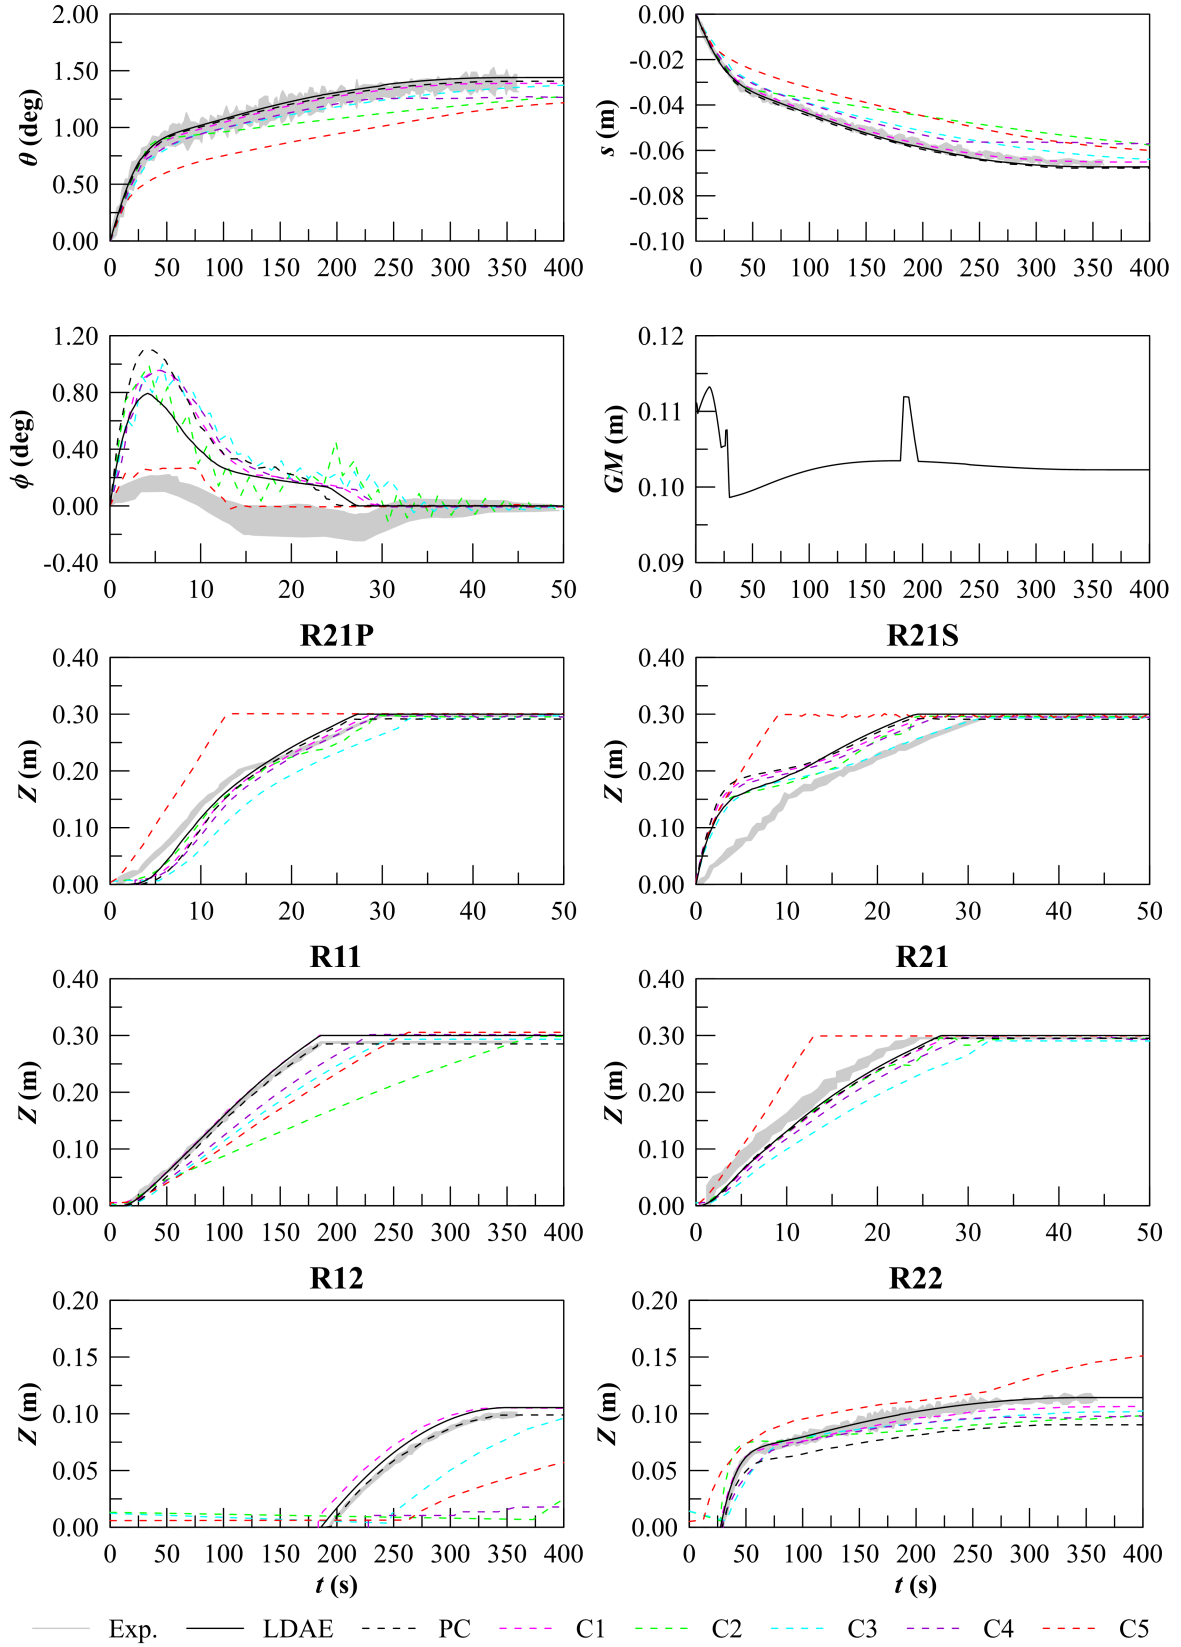 2.00
1.50
1.00
0.50
0.00
θ (deg)
0 50 100 150 200 250 300 350 400
0.00
-0.02
-0.04
-0.06
-0.08
-0.10
s (m)
0 50 100 150 200 250 300 350 400
1.20
0.80
0.40
0.00
-0.40
ϕ (deg)
0 10 20 30 40 50
0.12
0.11
0.10
0.09
GM (m)
0 50 100 150 200 250 300 350 400
R21P
0.40
0.30
0.20
0.10
0.00
Z (m)
0 10 20 30 40 50
R21S
0.40
0.30
0.20
0.10
0.00
Z (m)
0 10 20 30 40 50
R11
0.40
0.30
0.20
0.10
0.00
Z (m)
0 50 100 150 200 250 300 350 400
R21
0.40
0.30
0.20
0.10
0.00
Z (m)
0 10 20 30 40 50
R12
0.20
0.15
0.10
0.05
0.00
Z (m)
0 50 100 150 200 250 300 350 400
t (s)
R22
0.20
0.15
0.10
0.05
0.00
Z (m)
0 50 100 150 200 250 300 350 400
t (s)
Exp. LDAE PC C1 C2 C3 C4 C5